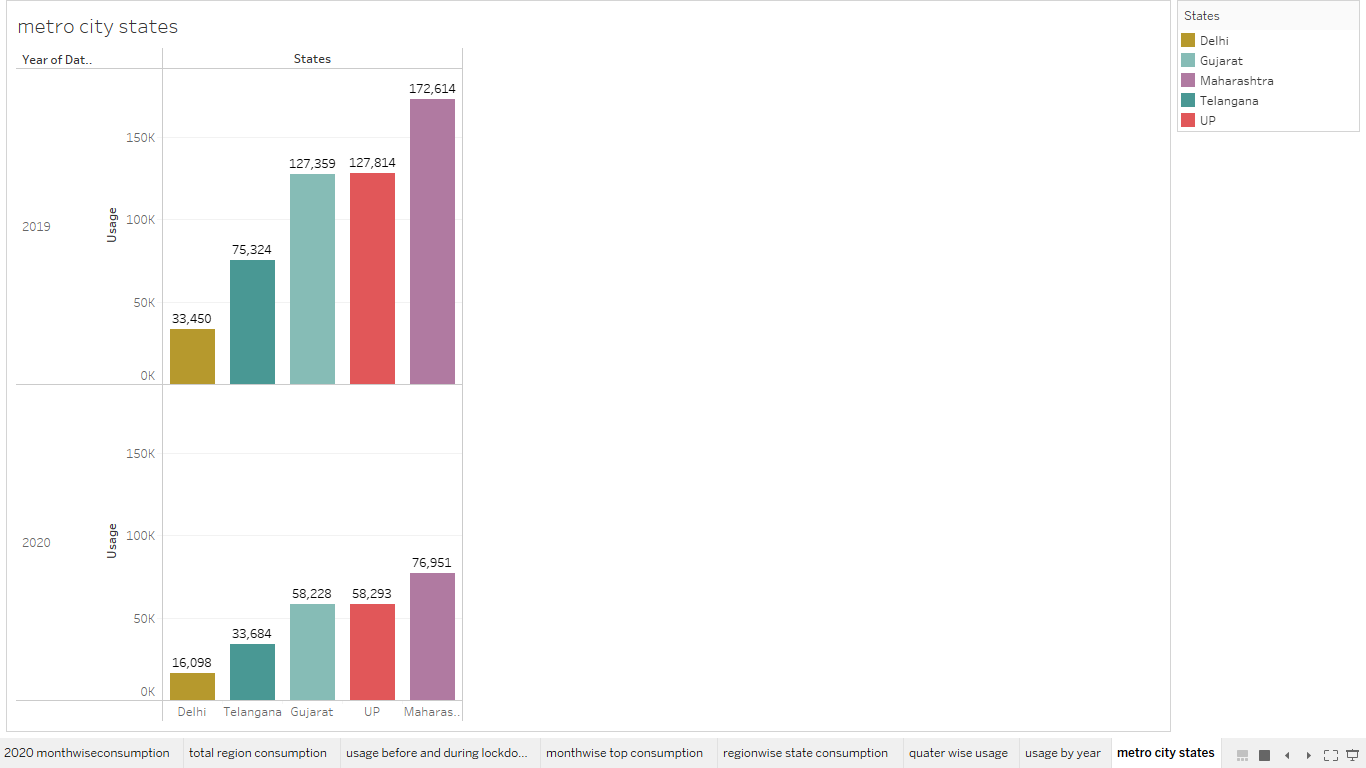 metro city states
Year of Dat..
States
172,614
127,359
127,814
75,324
33,450
150K
100K
50K
0K
Usage
2019
150K
100K
50K
0K
Usage
2020
76,951
58,228
58,293
33,684
16,098
Delhi
Telangana
Gujarat
UP
Maharas..
States
Delhi
Gujarat
Maharashtra
Telangana
UP
2020 monthwiseconsumption
total region consumption
usage before and during lockdo...
monthwise top consumption
regionwise state consumption
quater wise usage
usage by year
metro city states